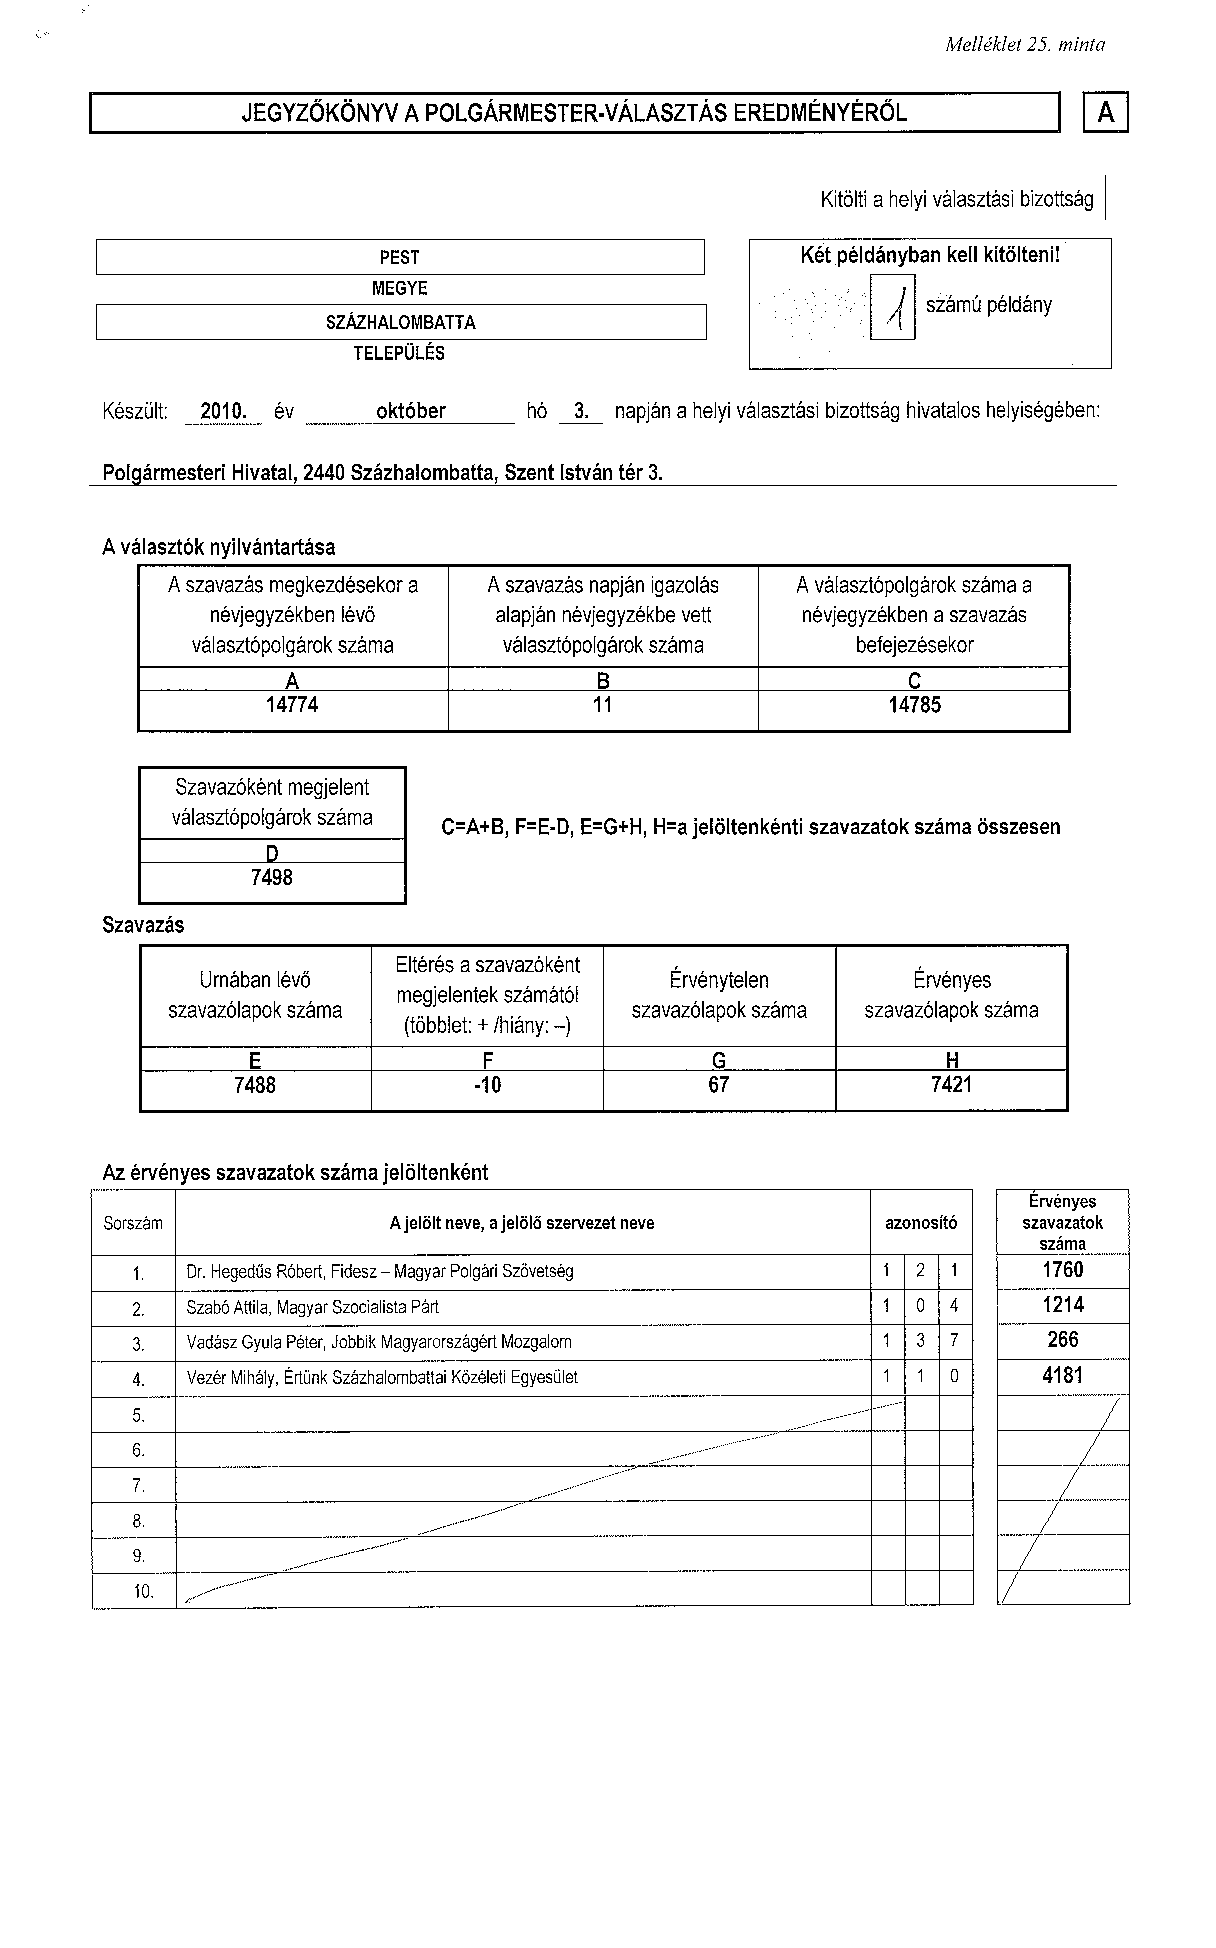 Melléklet 25. minta
JEGYZŐKÖNYV A POLGÁRMESTER-VÁLASZTÁS EREDMÉNYÉRŐL
A
Kitölti a helyi választási bizottság
PEST
MEGYE
SZÁZHALOMBATTA
TELEPÜLÉS
Két példányban kell kitölteni!
1 számú példány
Készült: 2010. év október hó 3. napján a helyi választási bizottság hivatalos helyiségében:
Polgármesteri Hivatal, 2440 Százhalombatta, Szent István tér 3.
A választók nyilvántartása
A szavazás megkezdésekor a névjegyzékben lévő választópolgárok száma
A szavazás napján igazolás alapján névjegyzékbe vett választópolgárok száma
A választópolgárok száma a névjegyzékben a szavazás befejezésekor
A B C
14774 11 14785
Szavazóként megjelent
választópolgárok száma
D
7498
C=A+B, F=E-D, E=G+H, H=a jelöltenkénti szavazatok száma összesen
Szavazás
Urnában lévő szavazólapok száma
Eltérés a szavazóként megjelentek számától (többlet: + /hiány: –)
Érvénytelen szavazólapok száma
Érvényes szavazólapok száma
E F G H
7488 -10 67 7421
Az érvényes szavazatok száma jelöltenként
Sorszám A jelölt neve, a jelölő szervezet neve azonosító Érvényes szavazatok száma
1. Dr. Hegedűs Róbert, Fidesz – Magyar Polgári Szövetség 1 2 1 1760
2. Szabó Attila, Magyar Szocialista Párt 1 0 4 1214
3. Vadász Gyula Péter, Jobbik Magyarországért Mozgalom 1 3 7 266
4. Vezér Mihály, Értünk Százhalombattai Közéleti Egyesület 1 1 0 4181
5.
6.
7.
8.
9.
10.